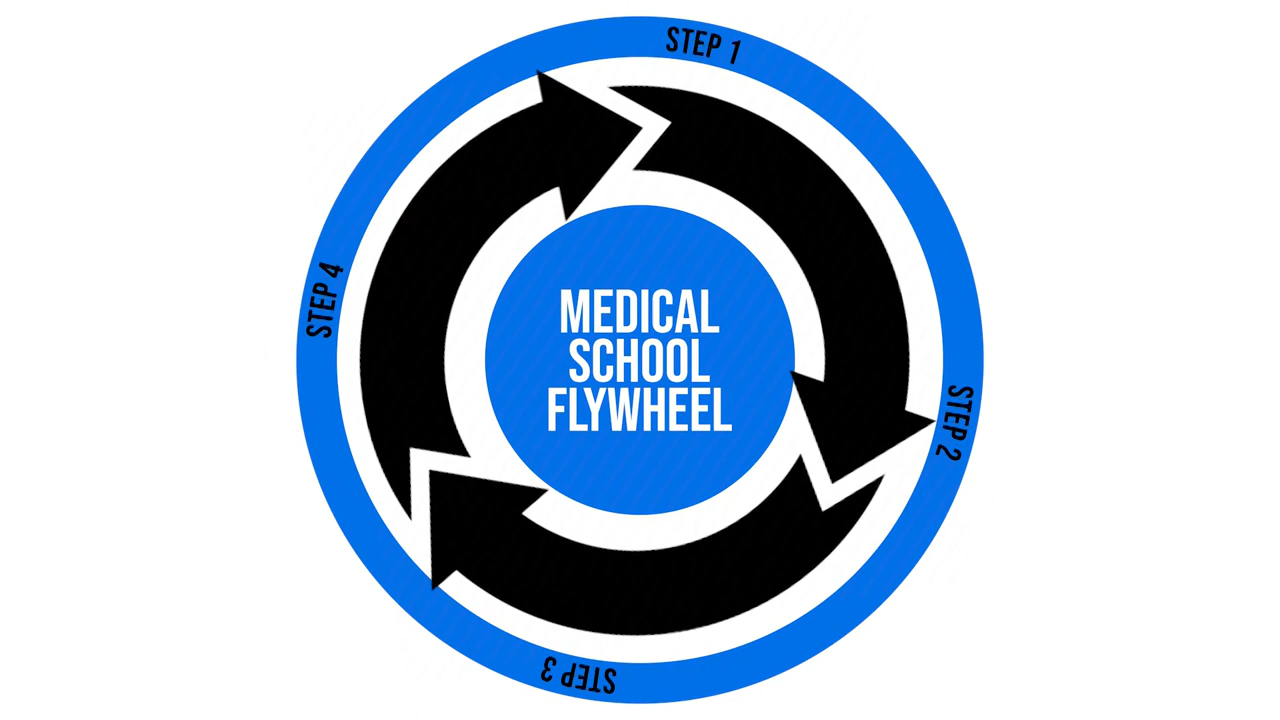 STEP 1
STEP 2
STEP 3
STEP 4
MEDICAL
SCHOOL
FLYWHEEL